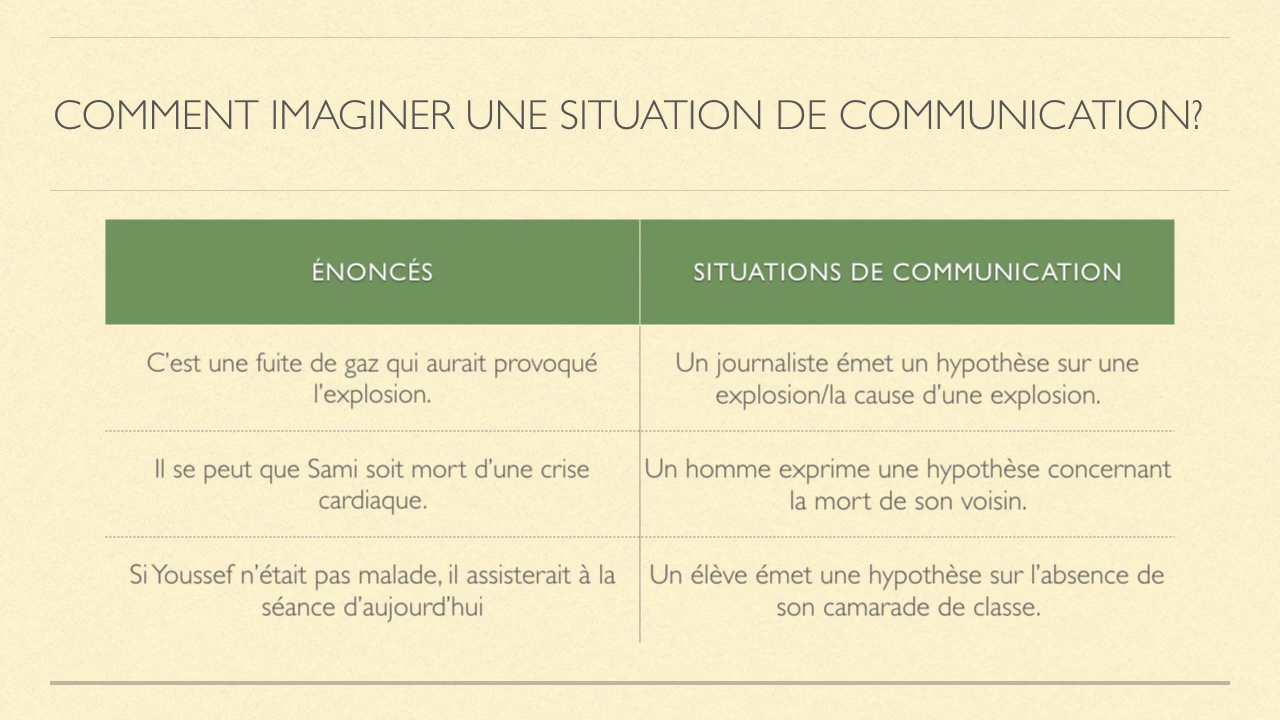 COMMENT IMAGINER UNE SITUATION DE COMMUNICATION?
ÉNONCÉS
SITUATIONS DE COMMUNICATION
C’est une fuite de gaz qui aurait provoqué
l’explosion.
Un journaliste émet un hypothèse sur une
explosion/la cause d’une explosion.
Il se peut que Sami soit mort d’une crise
cardiaque.
Un homme exprime une hypothèse concernant
la mort de son voisin.
Si Youssef n’était pas malade, il assisterait à la
séance d’aujourd’hui
Un élève émet une hypothèse sur l’absence de
son camarade de classe.